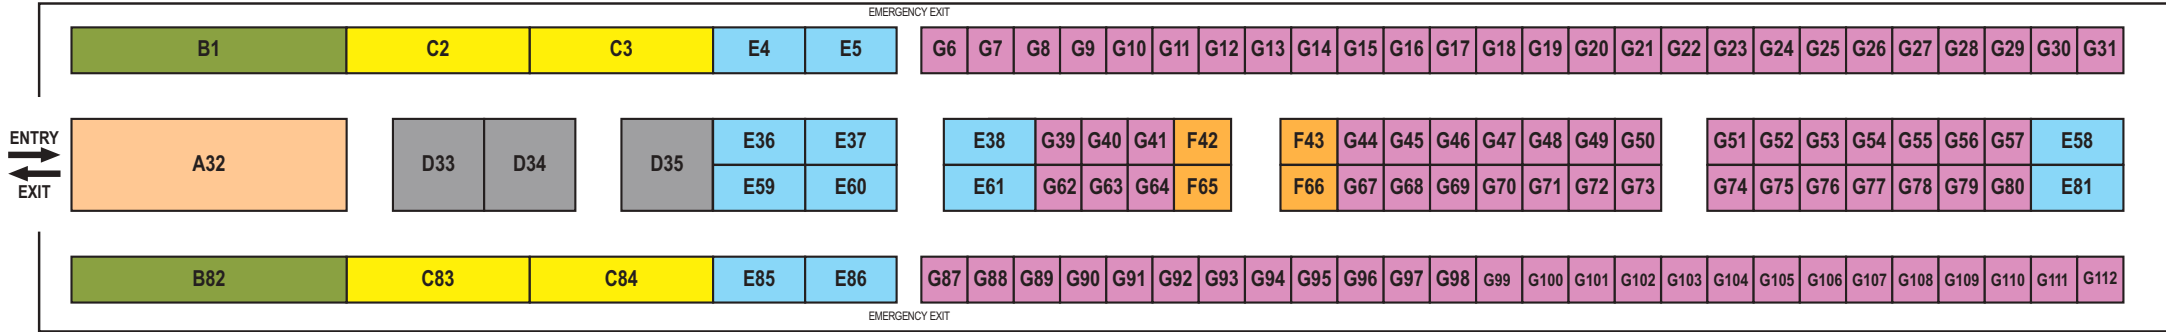 EMERGENCY EXIT
B1 C2 C3 E4 E5 G6 G7 G8 G9 G10 G11 G12 G13 G14 G15 G16 G17 G18 G19 G20 G21 G22 G23 G24 G25 G26 G27 G28 G29 G30 G31
ENTRY
EXIT
A32 D33 D34 D35
E36 E37 E38 G39 G40 G41 F42 F43 G44 G45 G46 G47 G48 G49 G50 G51 G52 G53 G54 G55 G56 G57 E58
E59 E60 E61 G62 G63 G64 F65 F66 G67 G68 G69 G70 G71 G72 G73 G74 G75 G76 G77 G78 G79 G80 E81
B82 C83 C84 E85 E86 G87 G88 G89 G90 G91 G92 G93 G94 G95 G96 G97 G98 G99 G100 G101 G102 G103 G104 G105 G106 G107 G108 G109 G110 G111 G112
EMERGENCY EXIT